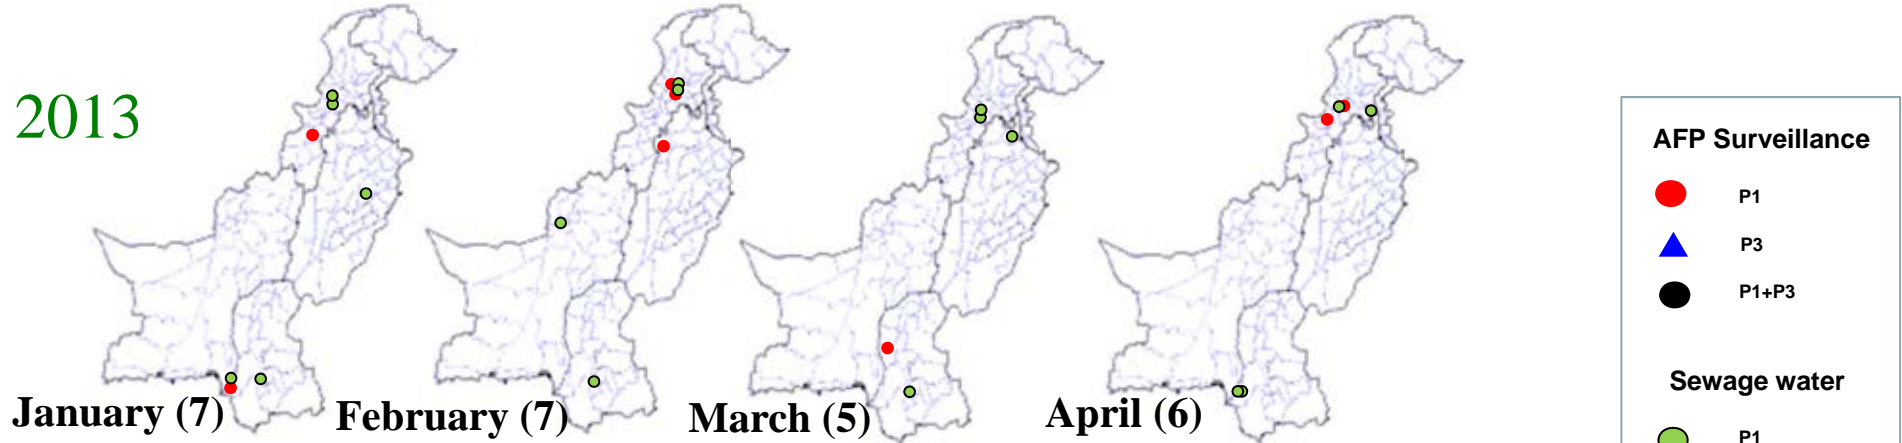 2013
January (7)
February (7)
March (5)
April (6)
AFP Surveillance
P1
P3
P1+P3
Sewage water
P1